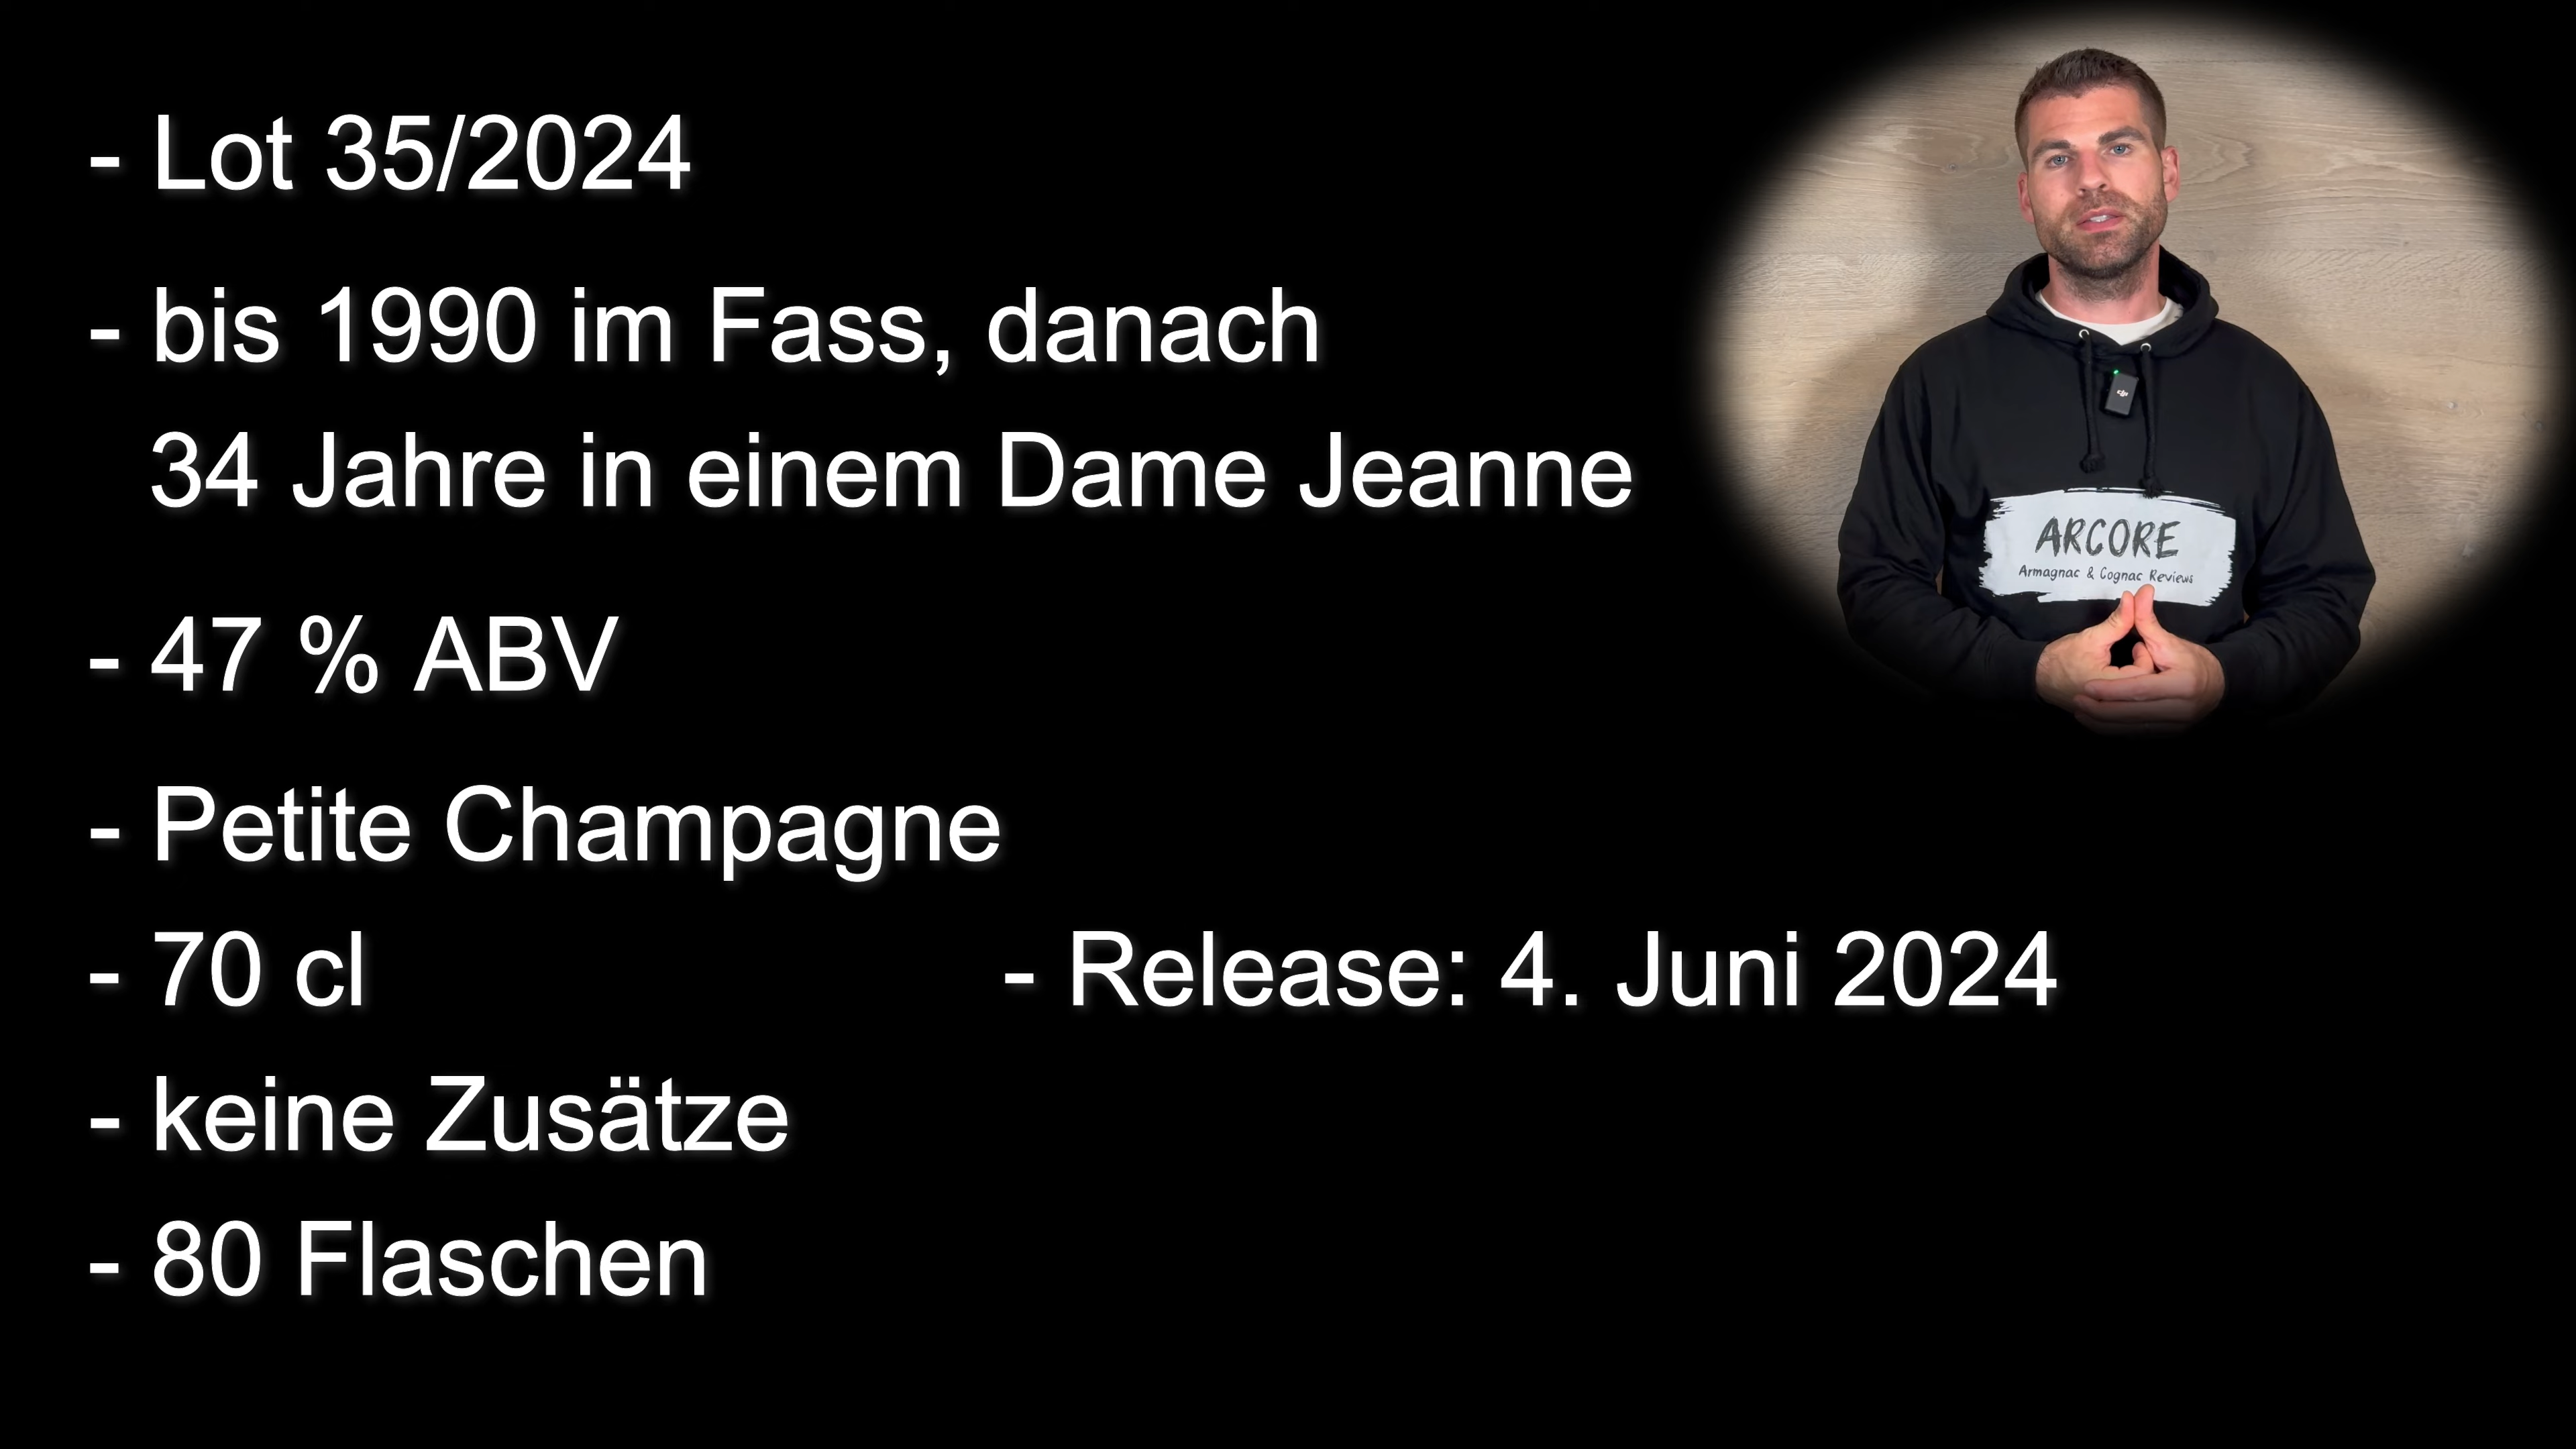 - Lot 35/2024
- bis 1990 im Fass, danach
34 Jahre in einem Dame Jeanne
- 47 % ABV
- Petite Champagne
- 70 cl
- Release: 4. Juni 2024
- keine Zusätze
- 80 Flaschen
dji
ARCORE
Armagnac & Cognac Reviews